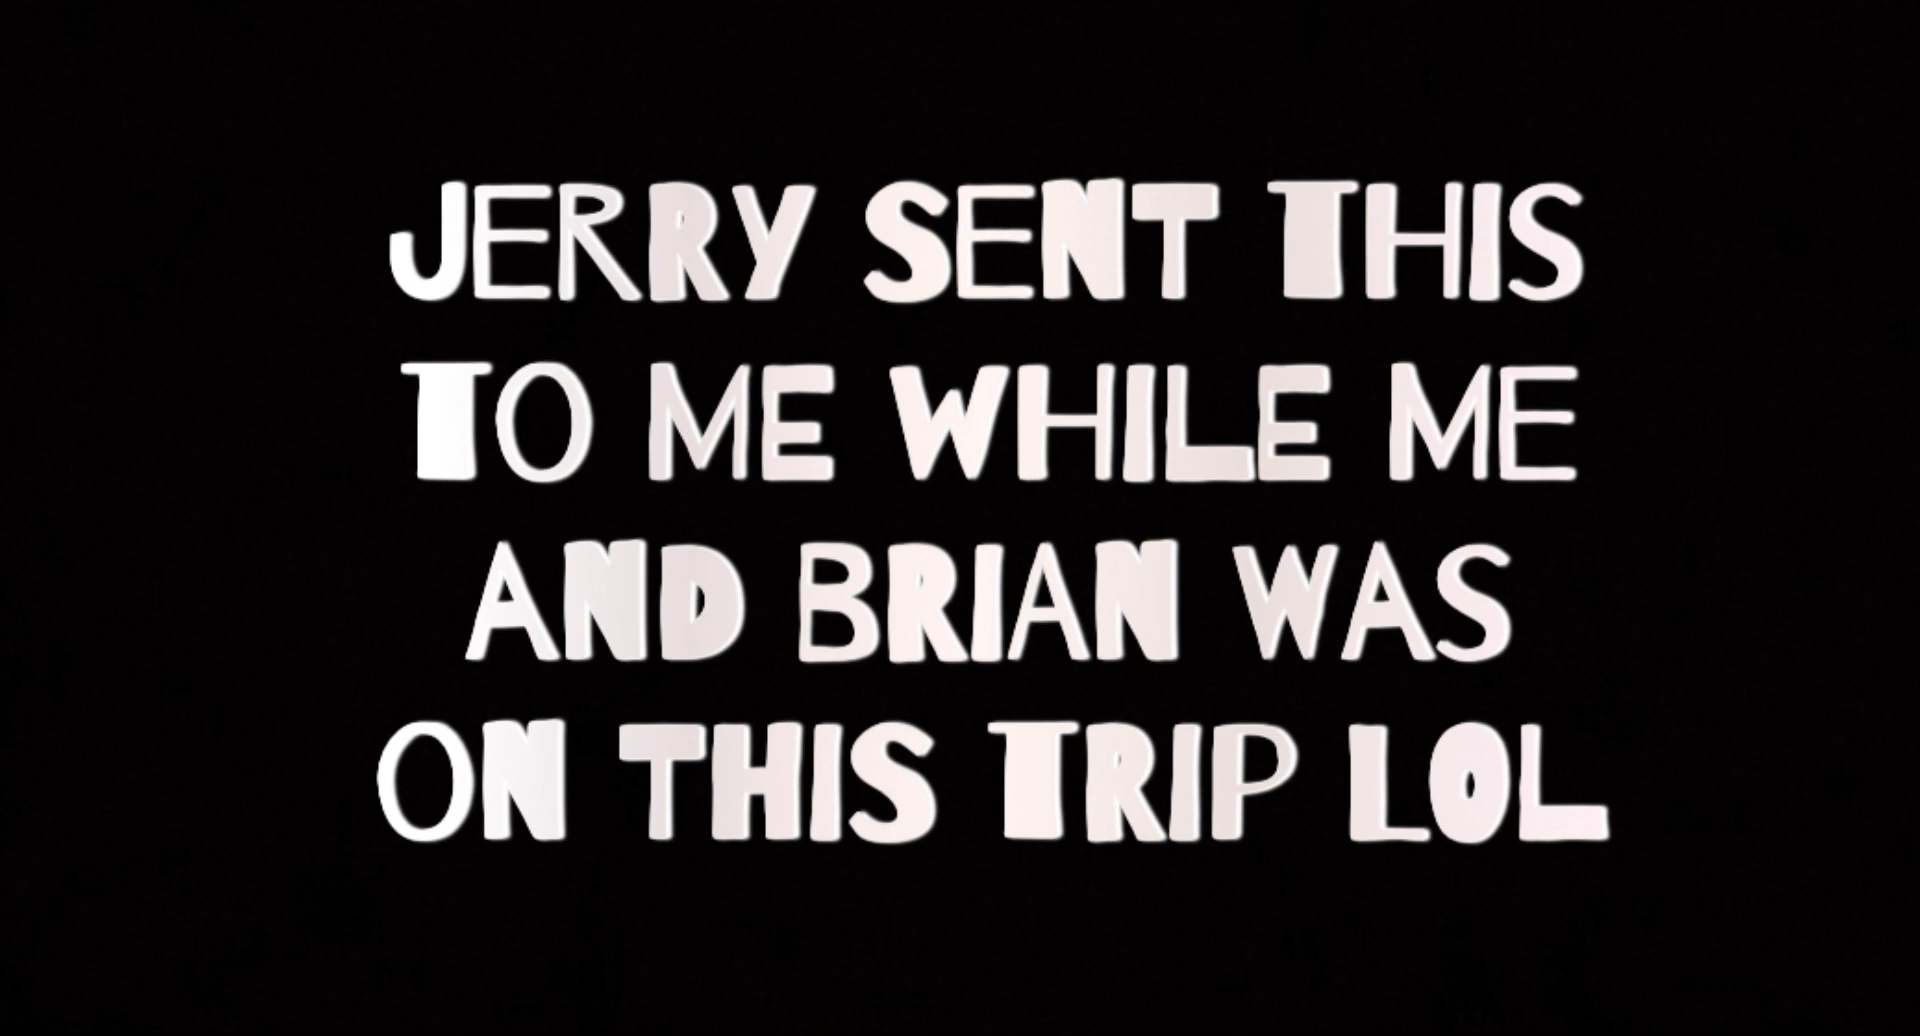 JERRY SENT THIS
TO ME WHILE ME
AND BRIAN WAS
ON THIS TRIP LOL